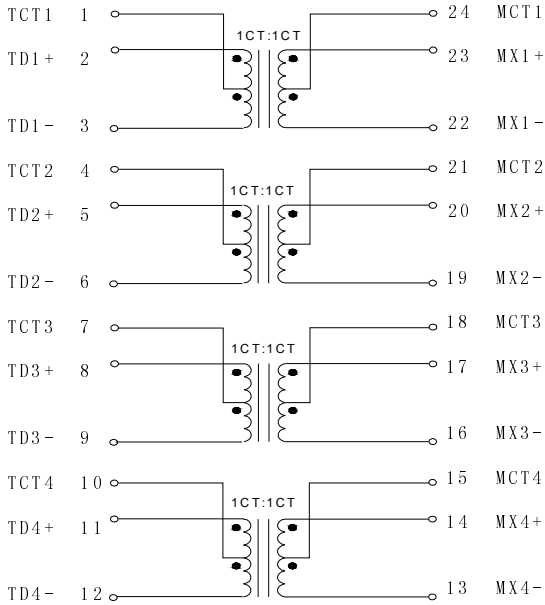 TCT1 1 24 MCT1
1CT:1CT
TD1+ 2 23 MX1+
TD1- 3 22 MX1-
TCT2 4 21 MCT2
1CT:1CT
TD2+ 5 20 MX2+
TD2- 6 19 MX2-
TCT3 7 18 MCT3
1CT:1CT
TD3+ 8 17 MX3+
TD3- 9 16 MX3-
TCT4 10 15 MCT4
1CT:1CT
TD4+ 11 14 MX4+
TD4- 12 13 MX4-